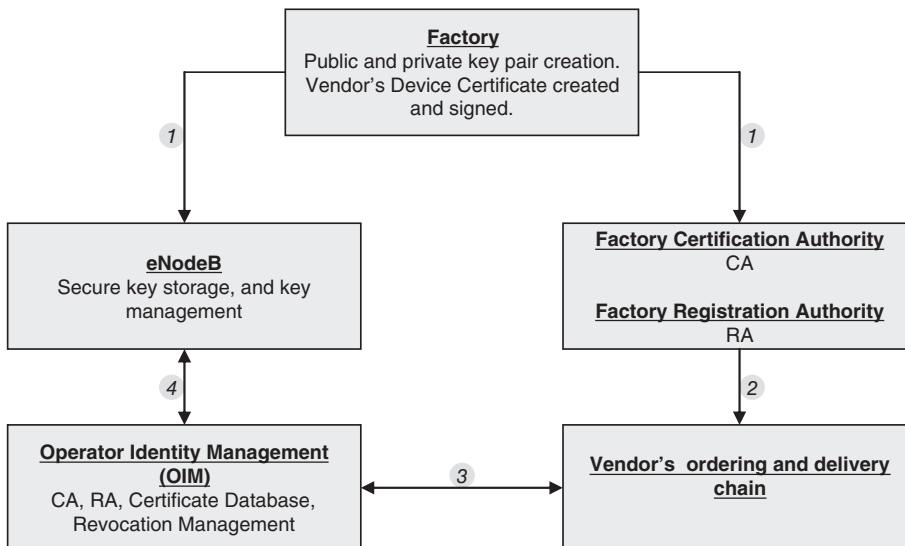 Factory
Public and private key pair creation.
Vendor's Device Certificate created
and signed.
1
1
eNodeB
Secure key storage, and key
management
Factory Certification Authority
CA
Factory Registration Authority
RA
4
2
Operator Identity Management
(OIM)
CA, RA, Certificate Database,
Revocation Management
3
Vendor's ordering and delivery
chain